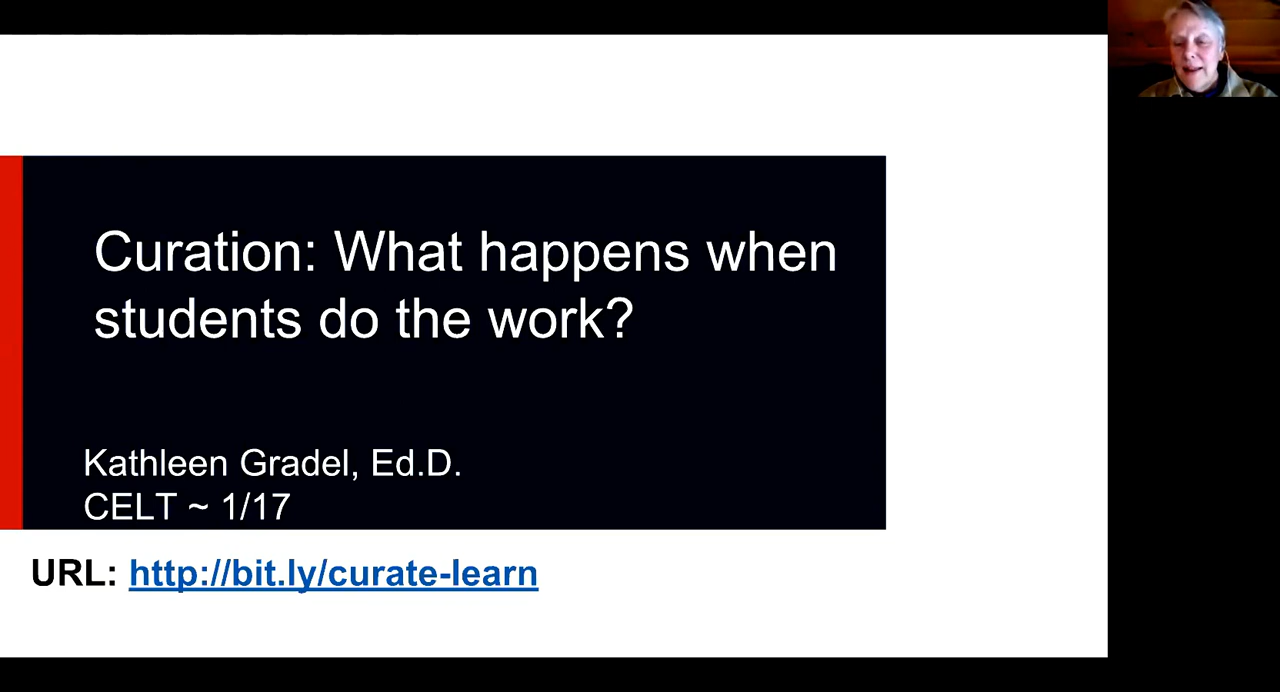 Curation: What happens when
students do the work?
Kathleen Gradel, Ed.D.
CELT ~ 1/17
URL: http://bit.ly/curate-learn